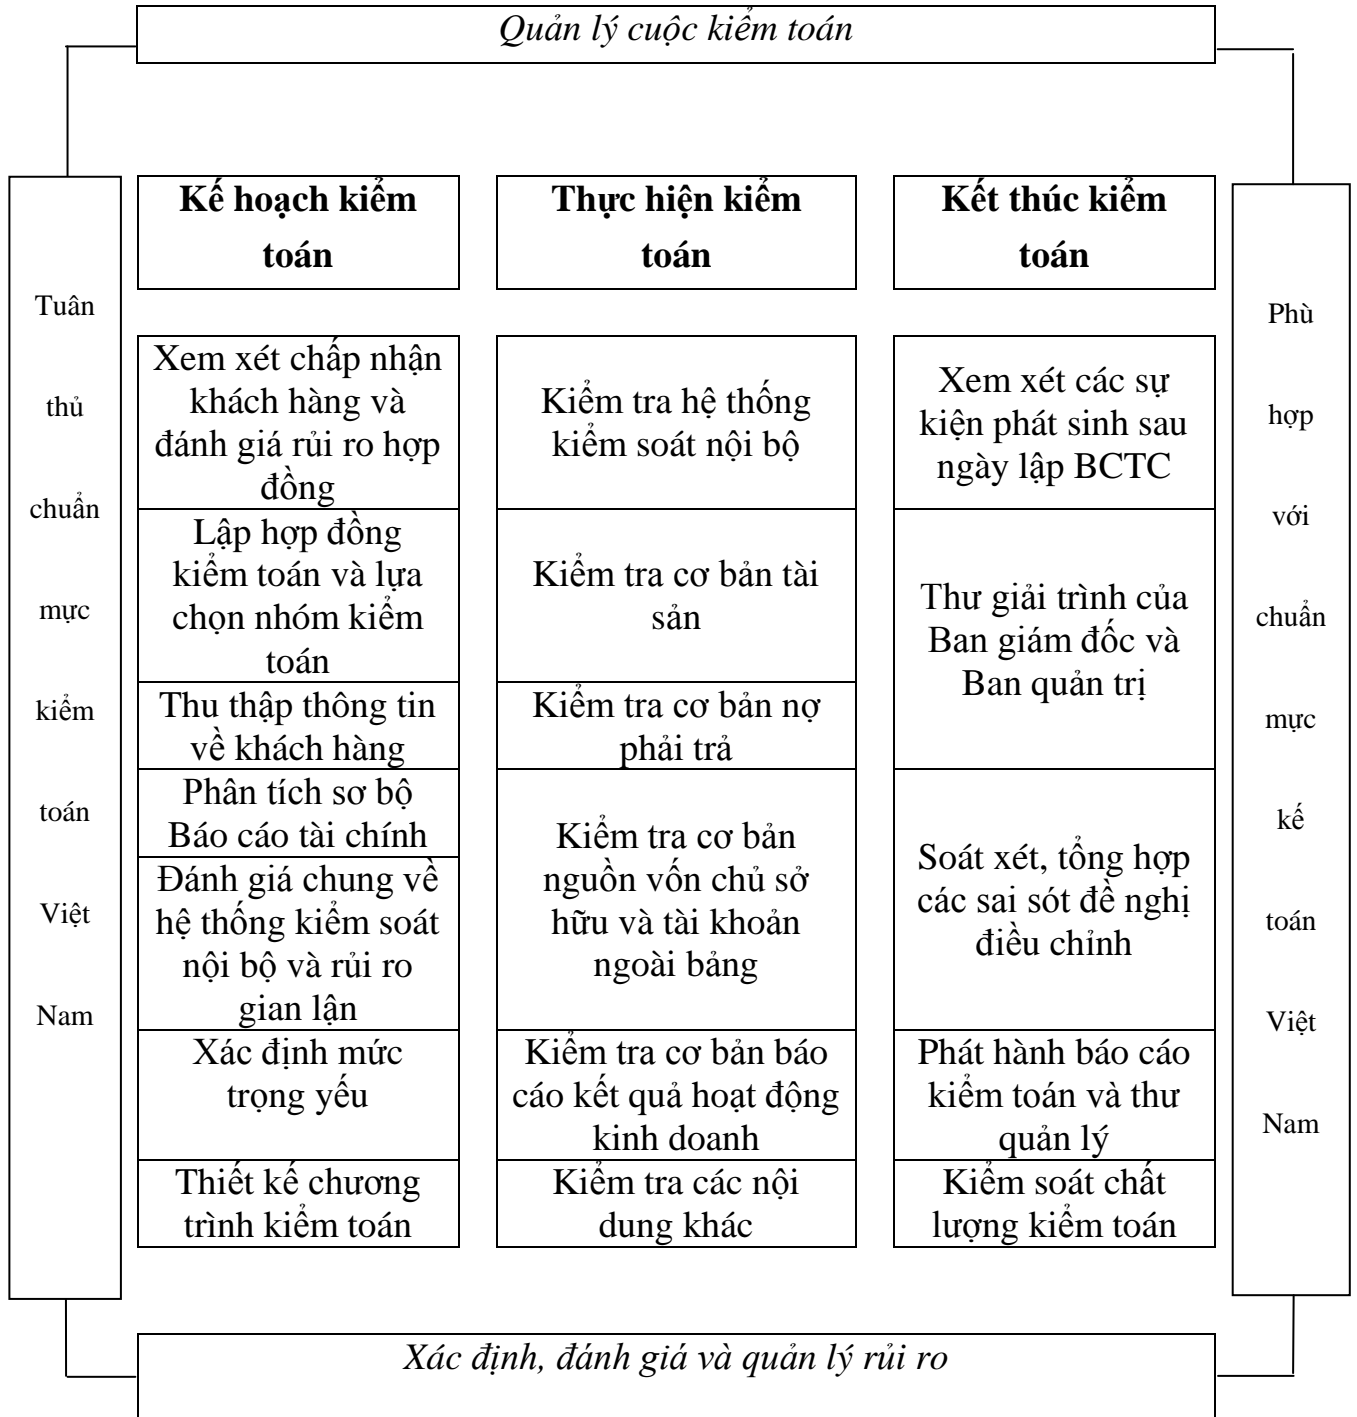 Quản lý cuộc kiểm toán
Tuân
thủ
chuẩn
mực
kiểm
toán
Việt
Nam
Kế hoạch kiểm
toán
Xem xét chấp nhận
khách hàng và
đánh giá rủi ro hợp
đồng
Lập hợp đồng
kiểm toán và lựa
chọn nhóm kiểm
toán
Thu thập thông tin
về khách hàng
Phân tích sơ bộ
Báo cáo tài chính
Đánh giá chung về
hệ thống kiểm soát
nội bộ và rủi ro
gian lận
Xác định mức
trọng yếu
Thiết kế chương
trình kiểm toán
Thực hiện kiểm
toán
Kiểm tra hệ thống
kiểm soát nội bộ
Kiểm tra cơ bản tài
sản
Kiểm tra cơ bản nợ
phải trả
Kiểm tra cơ bản
nguồn vốn chủ sở
hữu và tài khoản
ngoài bảng
Kiểm tra cơ bản báo
cáo kết quả hoạt động
kinh doanh
Kiểm tra các nội
dung khác
Kết thúc kiểm
toán
Xem xét các sự
kiện phát sinh sau
ngày lập BCTC
Thư giải trình của
Ban giám đốc và
Ban quản trị
Soát xét, tổng hợp
các sai sót đề nghị
điều chỉnh
Phát hành báo cáo
kiểm toán và thư
quản lý
Kiểm soát chất
lượng kiểm toán
Phù
hợp
với
chuẩn
mực
kế
toán
Việt
Nam
Xác định, đánh giá và quản lý rủi ro